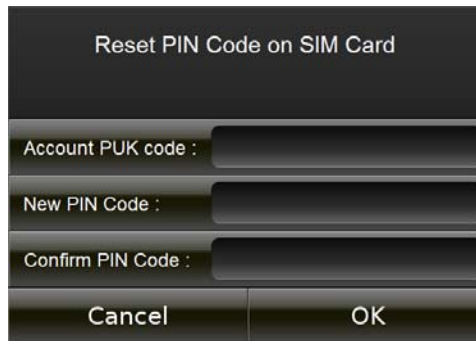 Reset PIN Code on SIM Card
Account PUK code :
New PIN Code :
Confirm PIN Code :
Cancel OK